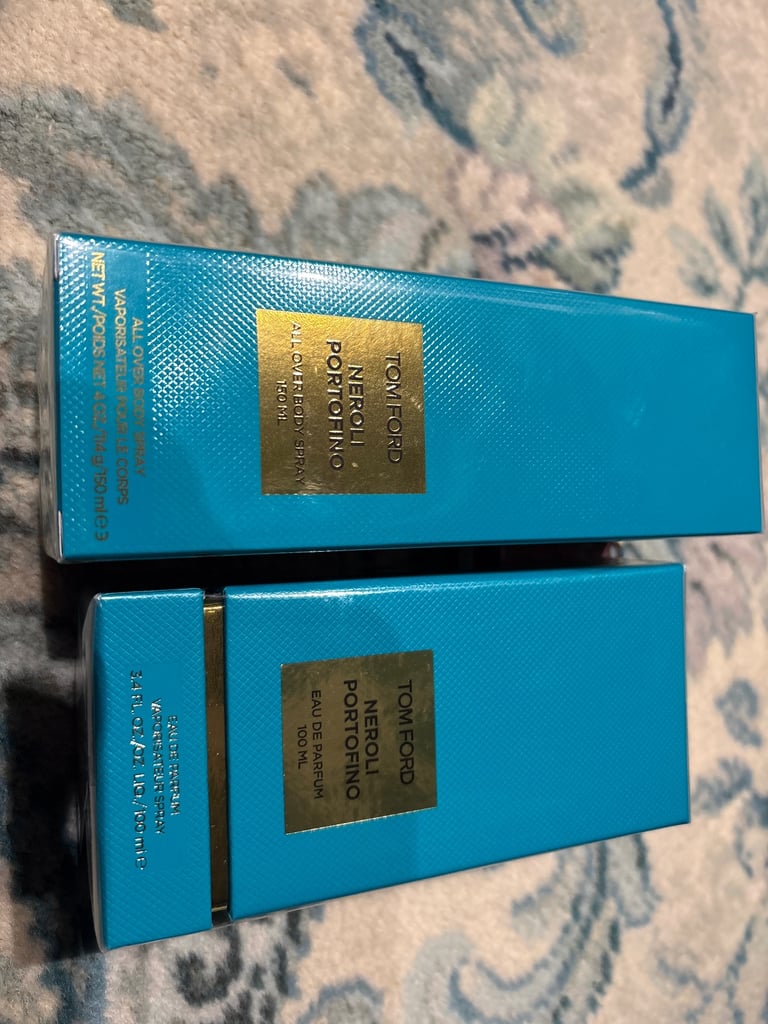 TOM FORD
NEROLI
PORTOFINO
ALL OVER BODY SPRAY
150 ML
ALL OVER BODY SPRAY
VAPORISATEUR POUR LE CORPS
NET WT./POIDS NET 4 OZ./114 g/150 ml e
TOM FORD
NEROLI
PORTOFINO
EAU DE PARFUM
100 ML
EAU DE PARFUM
VAPORISATEUR SPRAY
3.4 FL.OZ./OZ. LIQ./100 ml e